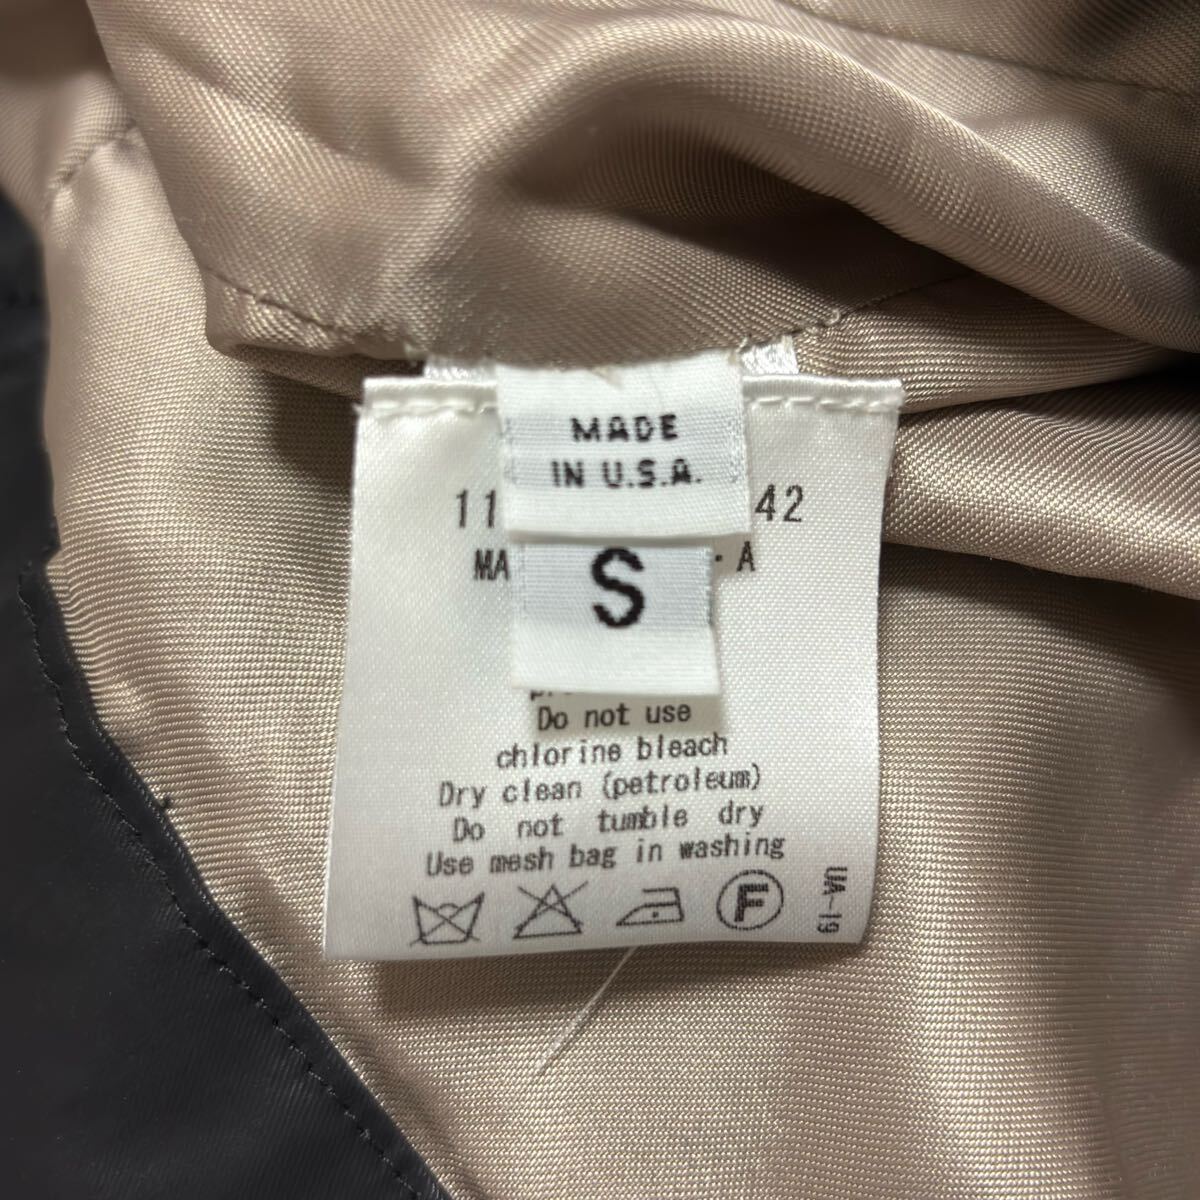 MADE
IN U.S.A.
11 42
MA · A
S
Do not use
chlorine bleach
Dry clean (petroleum)
Do not tumble dry
Use mesh bag in washing
F
UA-19